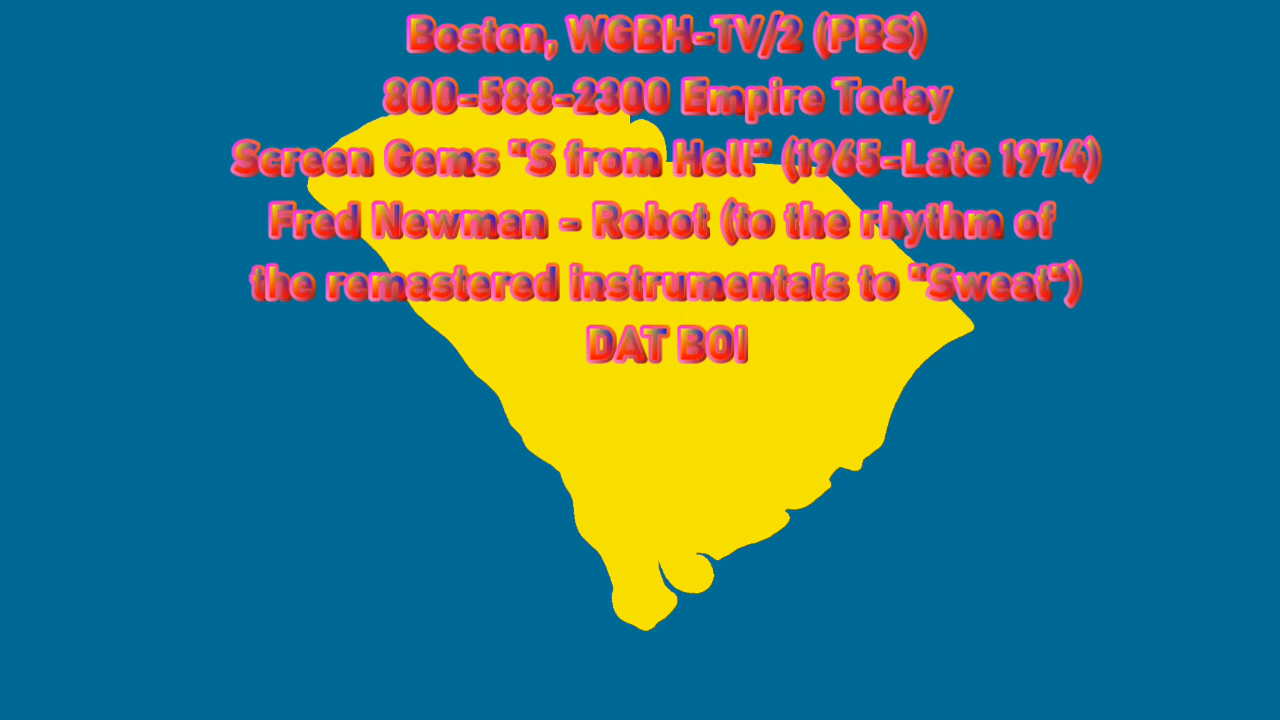 Boston, WGBH-TV/2 (PBS)
800-588-2300 Empire Today
Screen Gems "S from Hell" (1965-Late 1974)
Fred Newman - Robot (to the rhythm of
the remastered instrumentals to "Sweat")
DAT BOI